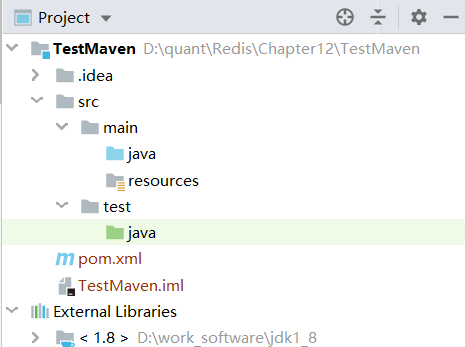 Project
TestMaven D:\quant\Redis\Chapter12\TestMaven
.idea
src
main
java
resources
test
java
pom.xml
TestMaven.iml
External Libraries
< 1.8 > D:\work_software\jdk1_8